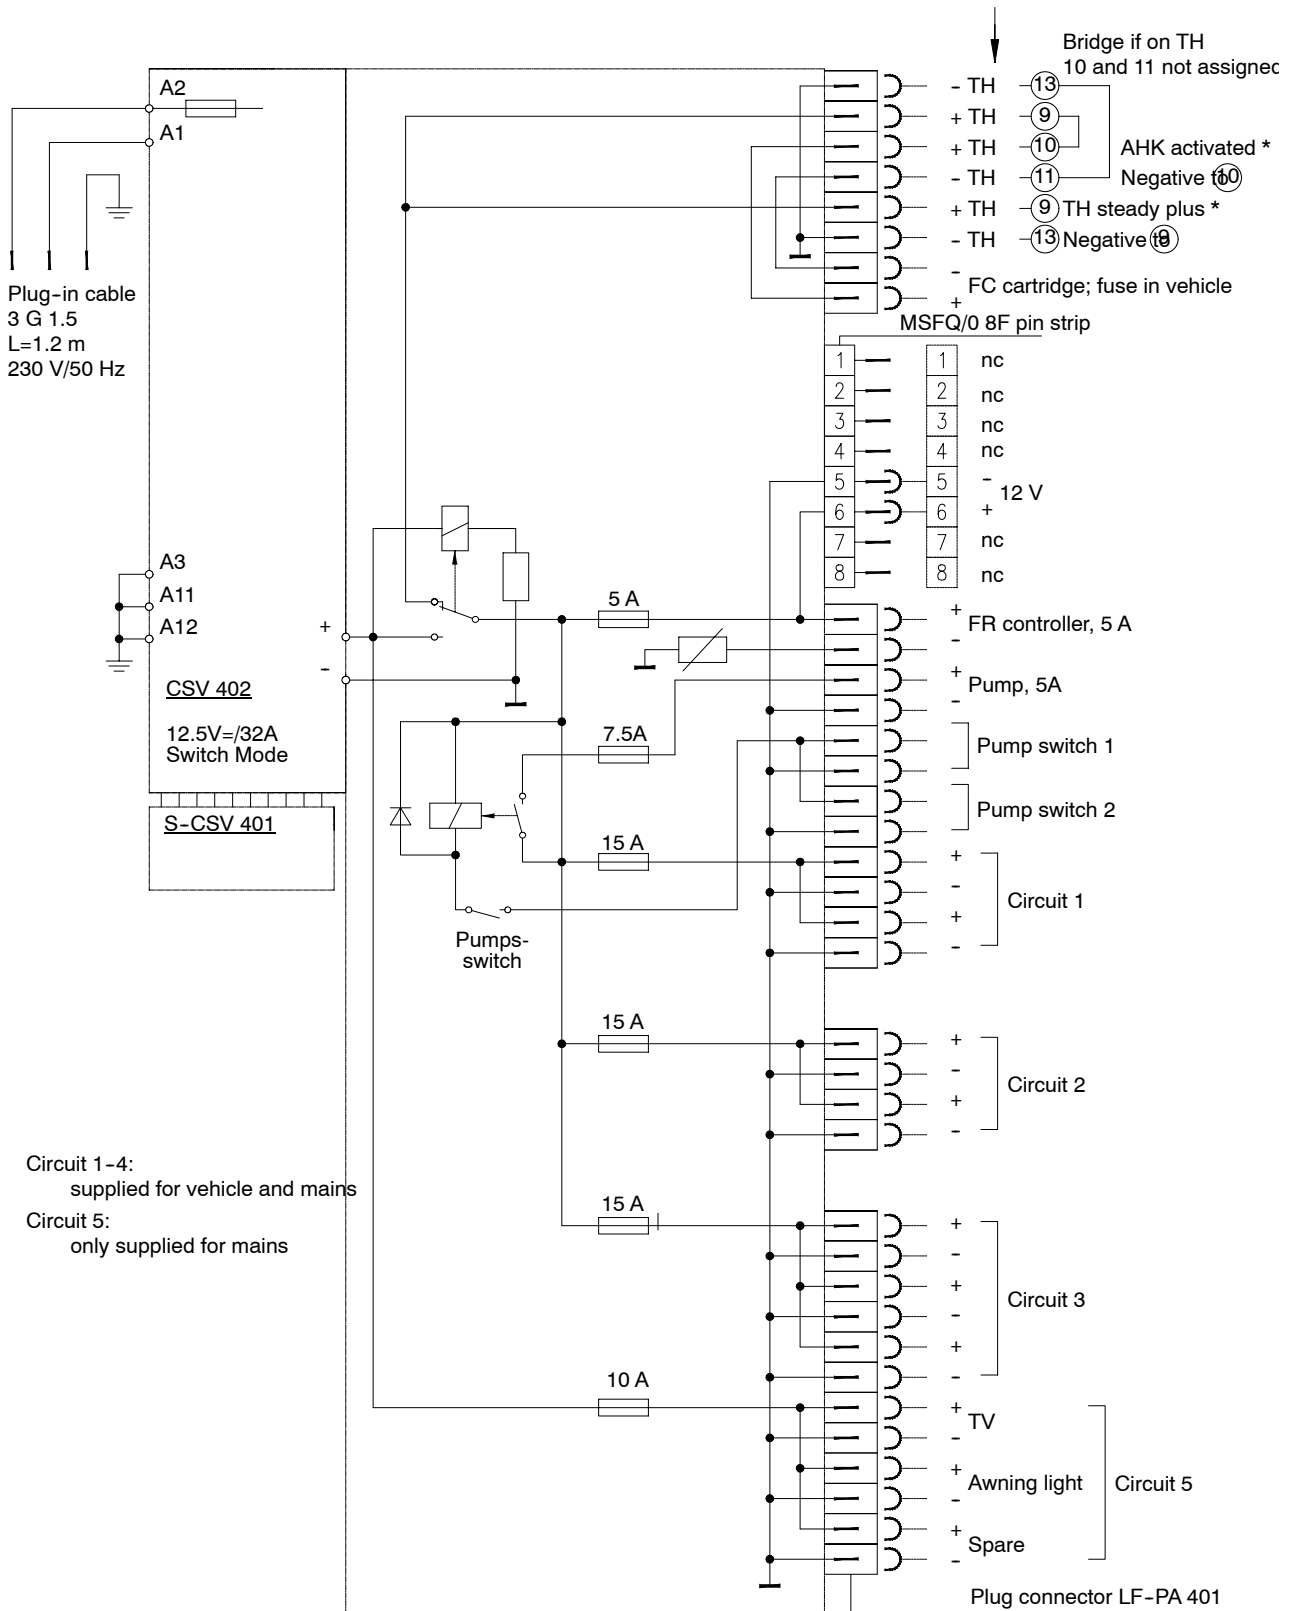 Bridge if on TH
10 and 11 not assigned
A2
A1
- TH 13
+ TH 9
+ TH 10 AHK activated *
- TH 11 Negative to 10
+ TH 9 TH steady plus *
- TH 13 Negative to 9
-
FC cartridge; fuse in vehicle
+
Plug-in cable
3 G 1.5
L=1.2 m
230 V/50 Hz
MSFQ/0 8F pin strip
1 1 nc
2 2 nc
3 3 nc
4 4 nc
5 5 -
12 V
6 6 +
7 7 nc
8 8 nc
A3
A11
A12
+
-
CSV 402
12.5V=/32A
Switch Mode
S-CSV 401
5 A
+
FR controller, 5 A
-
+
Pump, 5A
-
7.5A
Pump switch 1
Pump switch 2
15 A
+
-
Circuit 1
+
-
Pumps-
switch
15 A
+
-
Circuit 2
+
-
Circuit 1-4:
supplied for vehicle and mains
Circuit 5:
only supplied for mains
15 A
+
-
+
Circuit 3
-
+
-
10 A
+
TV
-
+
Awning light
Circuit 5
-
+
Spare
-
Plug connector LF-PA 401